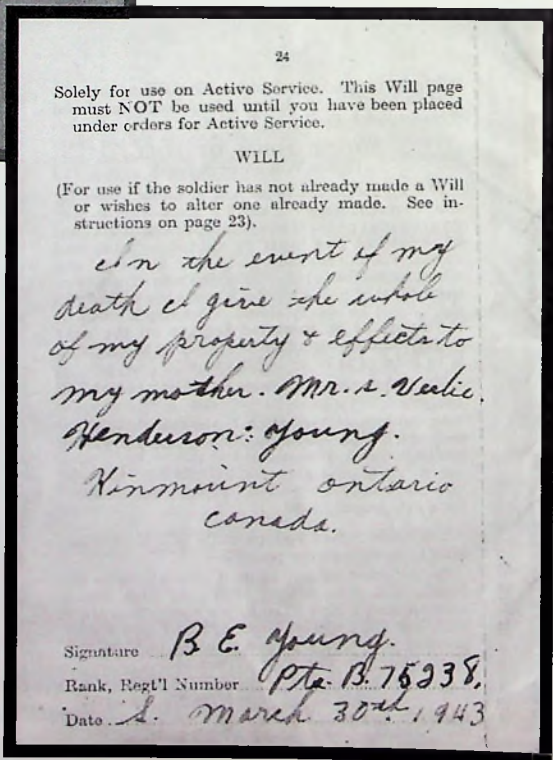 24
Solely for use on Active Service. This Will page
must NOT be used until you have been placed
under orders for Active Service.
WILL
(For use if the soldier has not already made a Will
or wishes to alter one already made. See in-
structions on page 23).
In the event of my
death I give the whole
of my property & effects to
my mother. Mr.s. Verlie.
Henderson: Young.
Kinmount ontario
canada.
Signature B. E. Young.
Rank, Regt'l Number Pte. B. 75238,
Date March 30th, 1943